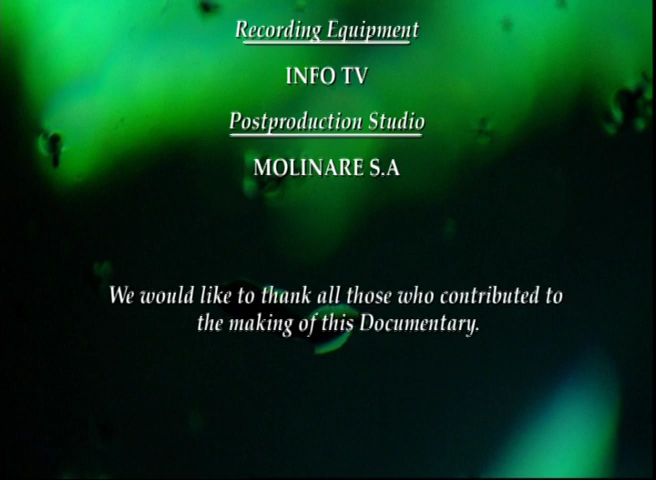 Recording Equipment
INFO TV
Postproduction Studio
MOLINARE S.A
We would like to thank all those who contributed to
the making of this Documentary.